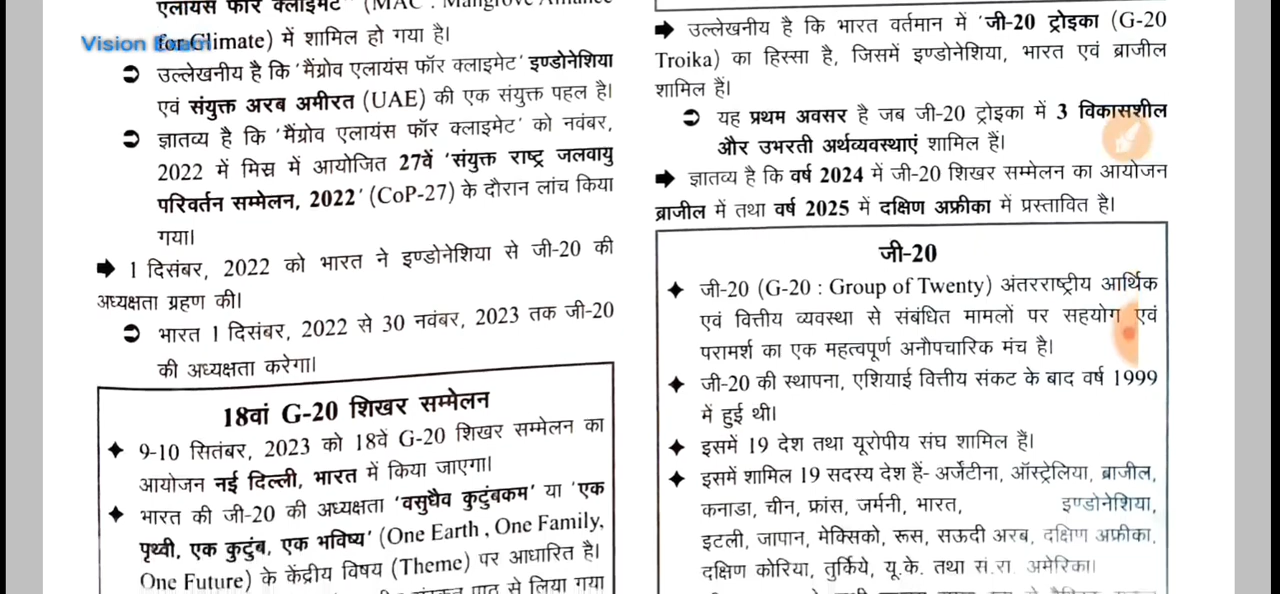 एलायंस फॉर क्लाइमेट' (MAC : Mangrove Alliance
Vision
for Climate) में शामिल हो गया है।
उल्लेखनीय है कि 'मैंग्रोव एलायंस फॉर क्लाइमेट' इण्डोनेशिया
एवं संयुक्त अरब अमीरात (UAE) की एक संयुक्त पहल है।
ज्ञातव्य है कि 'मैंग्रोव एलायंस फॉर क्लाइमेट' को नवंबर,
2022 में मिस्र में आयोजित 27वें 'संयुक्त राष्ट्र जलवायु
परिवर्तन सम्मेलन, 2022' (CoP-27) के दौरान लांच किया
गया।
1 दिसंबर, 2022 को भारत ने इण्डोनेशिया से जी-20 की
अध्यक्षता ग्रहण की।
भारत 1 दिसंबर, 2022 से 30 नवंबर, 2023 तक जी-20
की अध्यक्षता करेगा।
18वां G-20 शिखर सम्मेलन
9-10 सितंबर, 2023 को 18वें G-20 शिखर सम्मेलन का
आयोजन नई दिल्ली, भारत में किया जाएगा।
भारत की जी-20 की अध्यक्षता 'वसुधैव कुटुंबकम' या 'एक
पृथ्वी, एक कुटुंब, एक भविष्य' (One Earth , One Family,
One Future) के केंद्रीय विषय (Theme) पर आधारित है।
पाठ से लिया गया
उल्लेखनीय है कि भारत वर्तमान में 'जी-20 ट्रोइका (G-20
Troika) का हिस्सा है, जिसमें इण्डोनेशिया, भारत एवं ब्राजील
शामिल हैं।
यह प्रथम अवसर है जब जी-20 ट्रोइका में 3 विकासशील
और उभरती अर्थव्यवस्थाएं शामिल हैं।
ज्ञातव्य है कि वर्ष 2024 में जी-20 शिखर सम्मेलन का आयोजन
ब्राजील में तथा वर्ष 2025 में दक्षिण अफ्रीका में प्रस्तावित है।
जी-20
जी-20 (G-20 : Group of Twenty) अंतरराष्ट्रीय आर्थिक
एवं वित्तीय व्यवस्था से संबंधित मामलों पर सहयोग एवं
परामर्श का एक महत्वपूर्ण अनौपचारिक मंच है।
जी-20 की स्थापना, एशियाई वित्तीय संकट के बाद वर्ष 1999
में हुई थी।
इसमें 19 देश तथा यूरोपीय संघ शामिल हैं।
इसमें शामिल 19 सदस्य देश हैं- अर्जेंटीना, ऑस्ट्रेलिया, ब्राजील,
कनाडा, चीन, फ्रांस, जर्मनी, भारत, इण्डोनेशिया,
इटली, जापान, मेक्सिको, रूस, सऊदी अरब, दक्षिण अफ्रीका,
दक्षिण कोरिया, तुर्किये, यू.के. तथा सं.रा. अमेरिका।